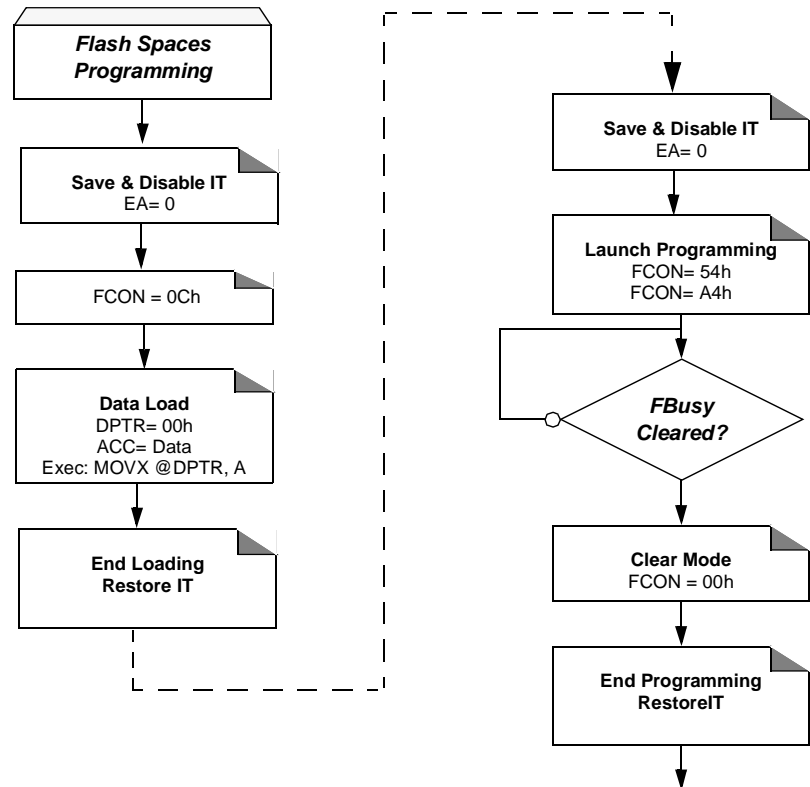 Flash Spaces
Programming
Save & Disable IT
EA= 0
FCON = 0Ch
Data Load
DPTR= 00h
ACC= Data
Exec: MOVX @DPTR, A
End Loading
Restore IT
Save & Disable IT
EA= 0
Launch Programming
FCON= 54h
FCON= A4h
FBusy
Cleared?
Clear Mode
FCON = 00h
End Programming
RestoreIT